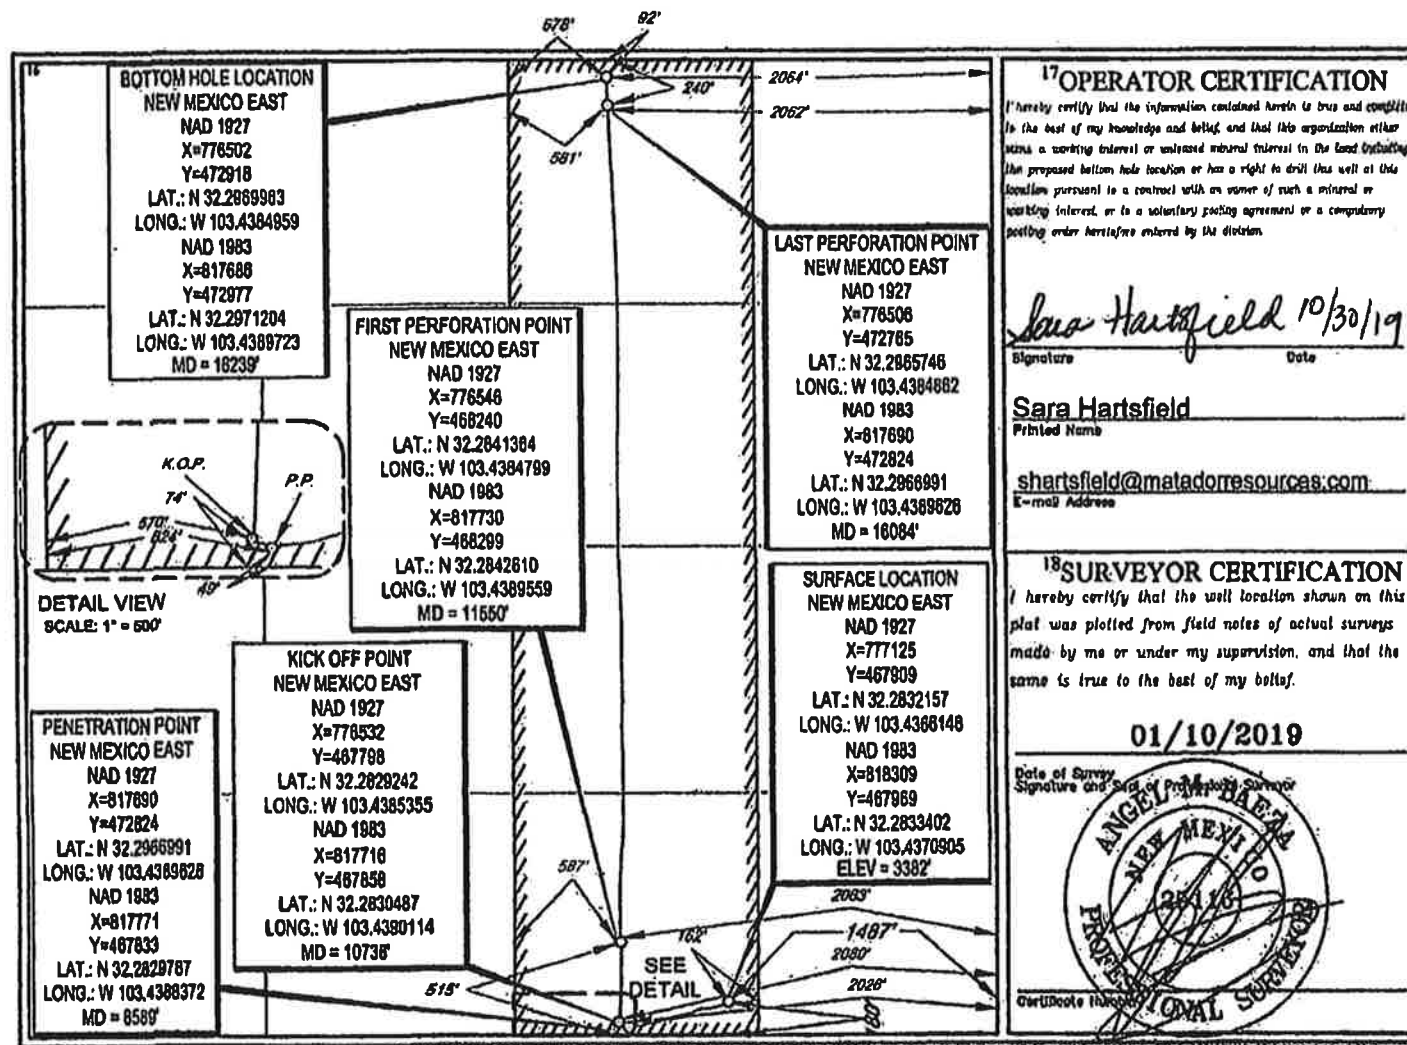 678'
92'
16
BOTTOM HOLE LOCATION
NEW MEXICO EAST
NAD 1927
X=776502
Y=472918
LAT.: N 32.2969983
LONG.: W 103.4384959
NAD 1983
X=817688
Y=472977
LAT.: N 32.2971204
LONG.: W 103.4389723
MD = 16239'
2064'
240'
2062'
581'
FIRST PERFORATION POINT
NEW MEXICO EAST
NAD 1927
X=776546
Y=468240
LAT.: N 32.2841364
LONG.: W 103.4384799
NAD 1983
X=817730
Y=468299
LAT.: N 32.2842610
LONG.: W 103.4389559
MD = 11550'
LAST PERFORATION POINT
NEW MEXICO EAST
NAD 1927
X=776506
Y=472765
LAT.: N 32.2965746
LONG.: W 103.4384862
NAD 1983
X=817690
Y=472824
LAT.: N 32.2966991
LONG.: W 103.4389626
MD = 16084'
K.O.P.
P.P.
74'
570'
624'
49'
DETAIL VIEW
SCALE: 1" = 500'
KICK OFF POINT
NEW MEXICO EAST
NAD 1927
X=776532
Y=467798
LAT.: N 32.2829242
LONG.: W 103.4385355
NAD 1983
X=817716
Y=467858
LAT.: N 32.2830487
LONG.: W 103.4390114
MD = 10736'
SURFACE LOCATION
NEW MEXICO EAST
NAD 1927
X=777125
Y=467909
LAT.: N 32.2832157
LONG.: W 103.4366146
NAD 1983
X=818309
Y=467969
LAT.: N 32.2833402
LONG.: W 103.4370905
ELEV = 3382'
PENETRATION POINT
NEW MEXICO EAST
NAD 1927
X=817690
Y=472824
LAT.: N 32.2966991
LONG.: W 103.4389626
NAD 1983
X=817771
Y=467833
LAT.: N 32.2829787
LONG.: W 103.4388372
MD = 8589'
587'
515'
162'
SEE
DETAIL
2063'
1487'
2080'
2026'
180'
17 OPERATOR CERTIFICATION
I hereby certify that the information contained herein is true and complete
to the best of my knowledge and belief, and that this organization either
owns a working interest or unleased mineral interest in the land including
the proposed bottom hole location or has a right to drill this well at this
location pursuant to a contract with an owner of such a mineral or
working interest, or to a voluntary pooling agreement or a compulsory
pooling order heretofore entered by the division.
Sara Hartsfield 10/30/19
Signature Date
Sara Hartsfield
Printed Name
shartsfield@matadorresources.com
E-mail Address
18 SURVEYOR CERTIFICATION
I hereby certify that the well location shown on this
plat was plotted from field notes of actual surveys
made by me or under my supervision, and that the
same is true to the best of my belief.
01/10/2019
Date of Survey
Signature and Seal of Professional Surveyor
ANGEL M. BAEZA
NEW MEXICO
PROFESSIONAL SURVEYOR
Certificate Number